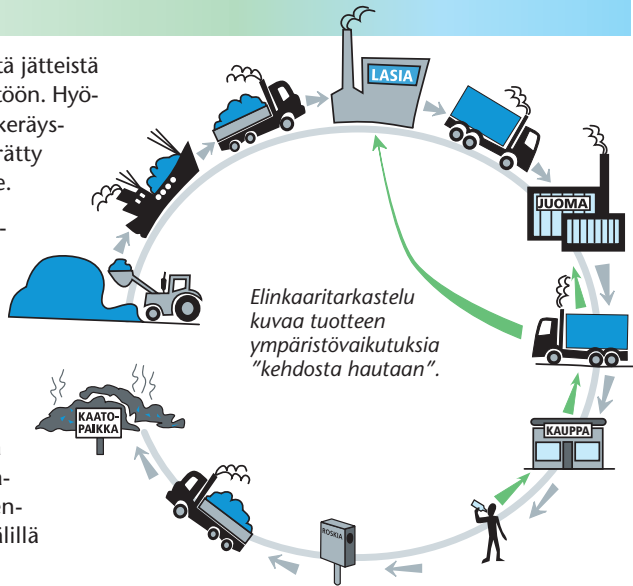 tä jätteistä
töön. Hyö-
keräys-
rätty
e.
-
a-
en-
älillä
LASIA
JUOMA
Elinkaaritarkastelu
kuvaa tuotteen
ympäristövaikutuksia
”kehdosta hautaan”.
KAUPPA
ROSKIA
KAATO-
PAIKKA